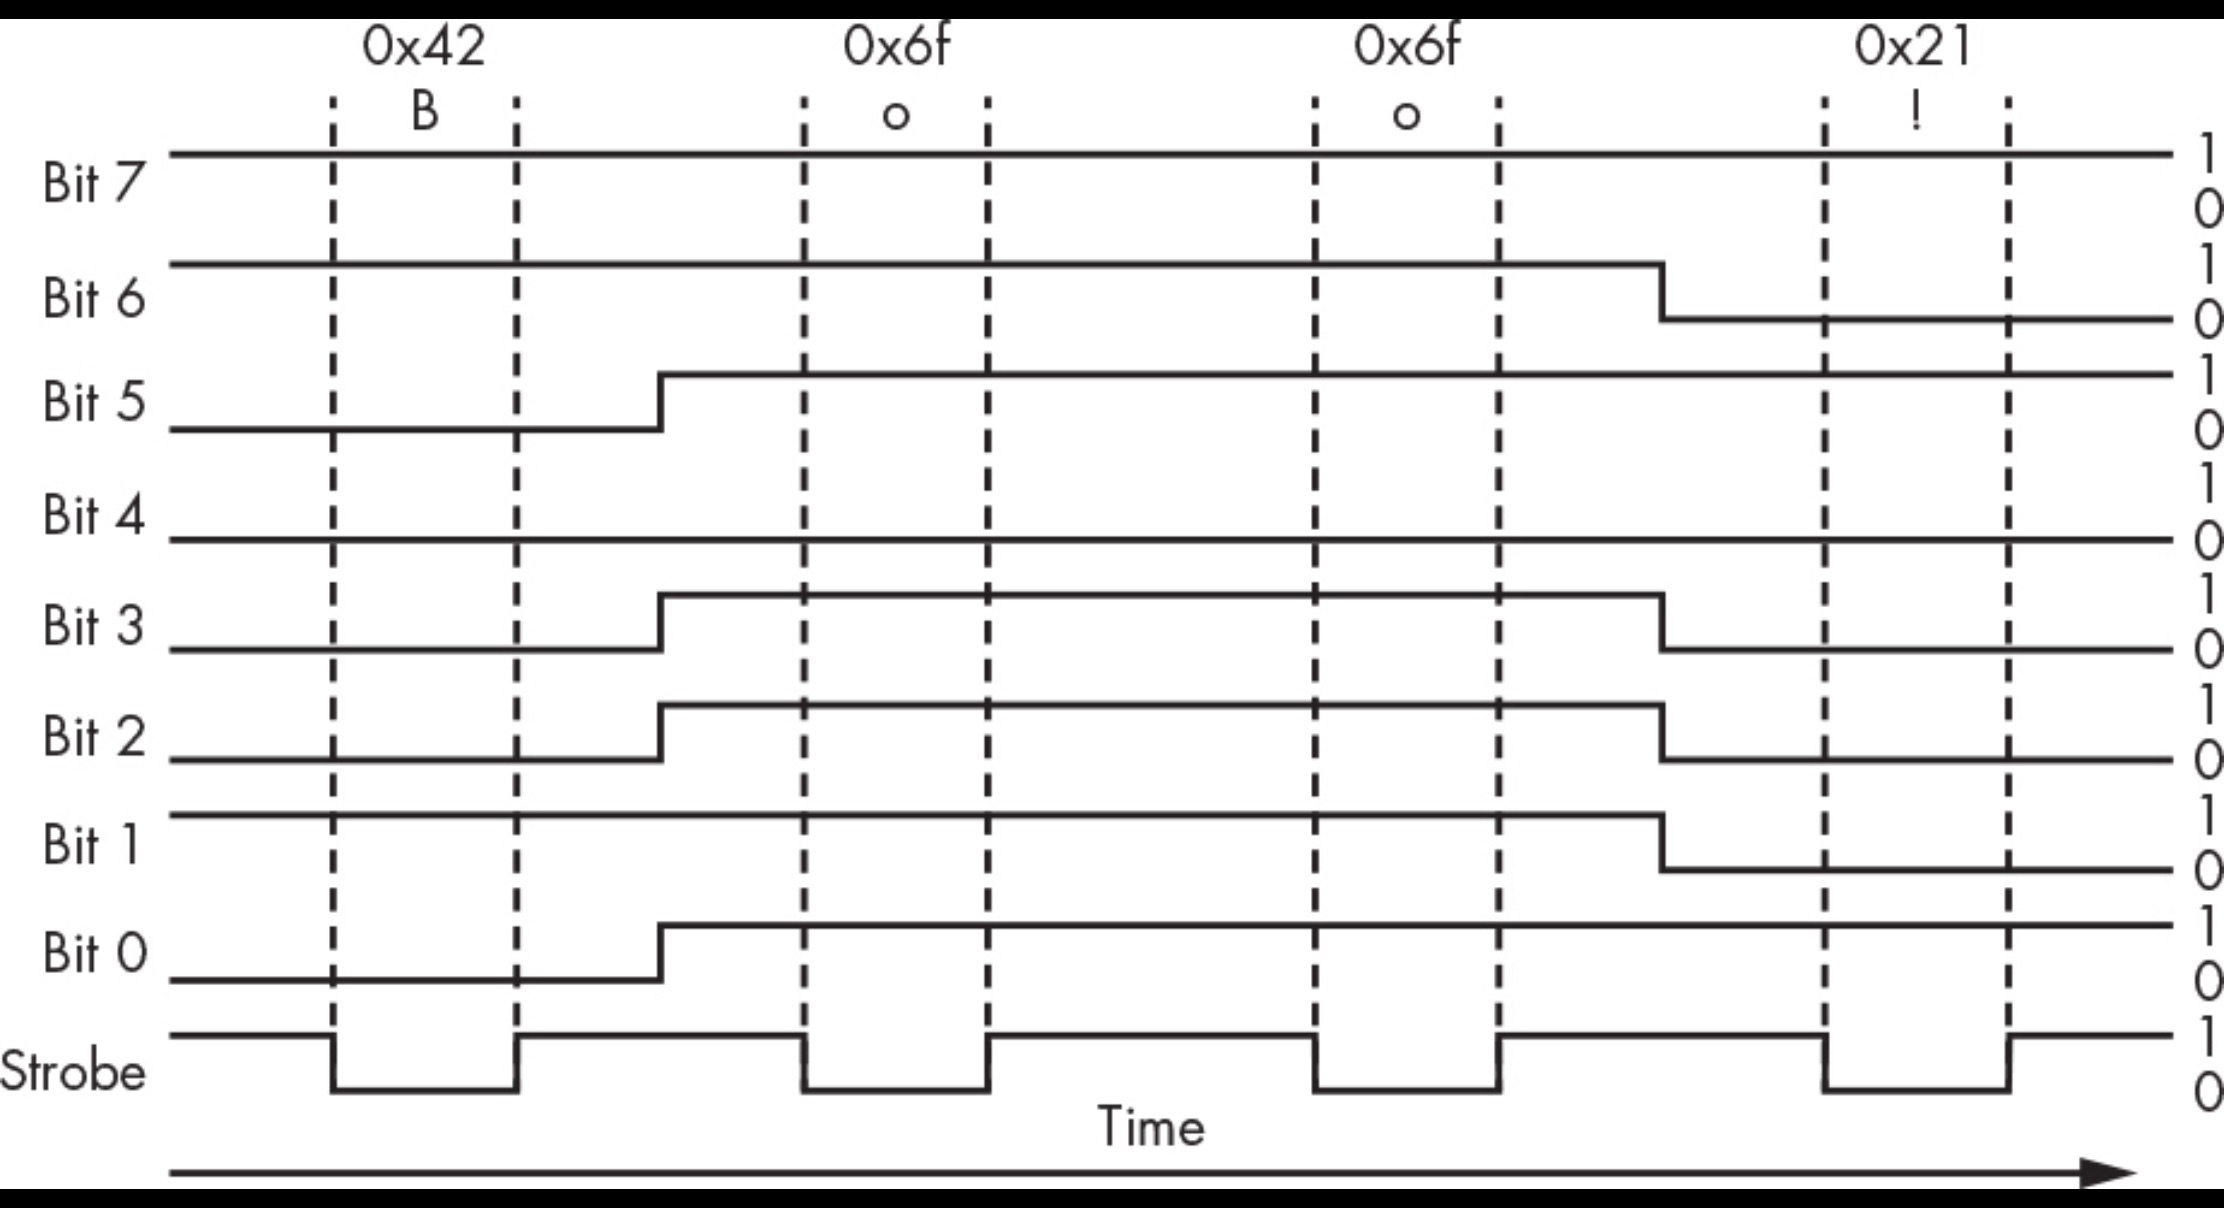 0x42 0x6f 0x6f 0x21
B o o !
Bit 7 1 0
Bit 6 1 0
Bit 5 1 0
Bit 4 1 0
Bit 3 1 0
Bit 2 1 0
Bit 1 1 0
Bit 0 1 0
Strobe 1 0
Time